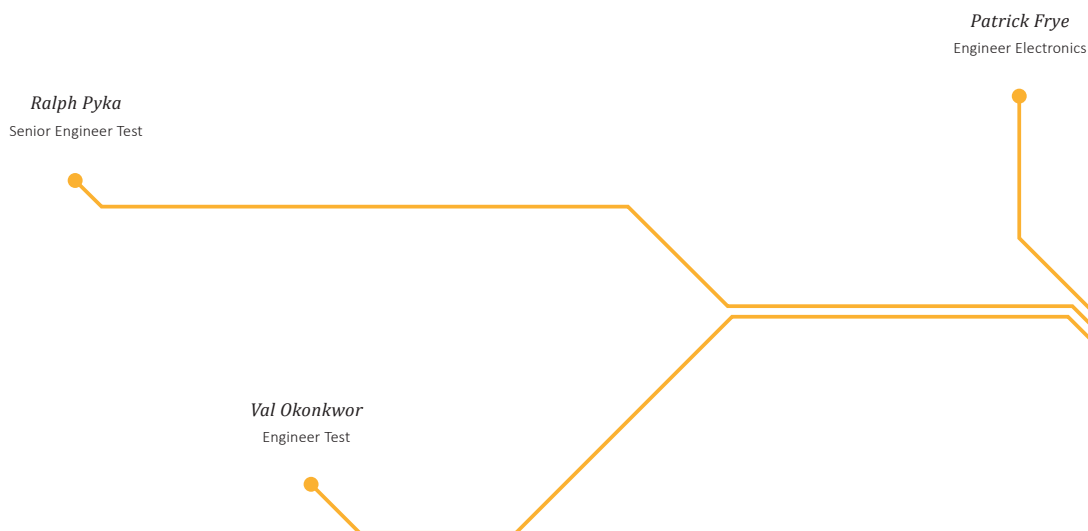 Patrick Frye
Engineer Electronics
Ralph Pyka
Senior Engineer Test
Val Okonkwor
Engineer Test